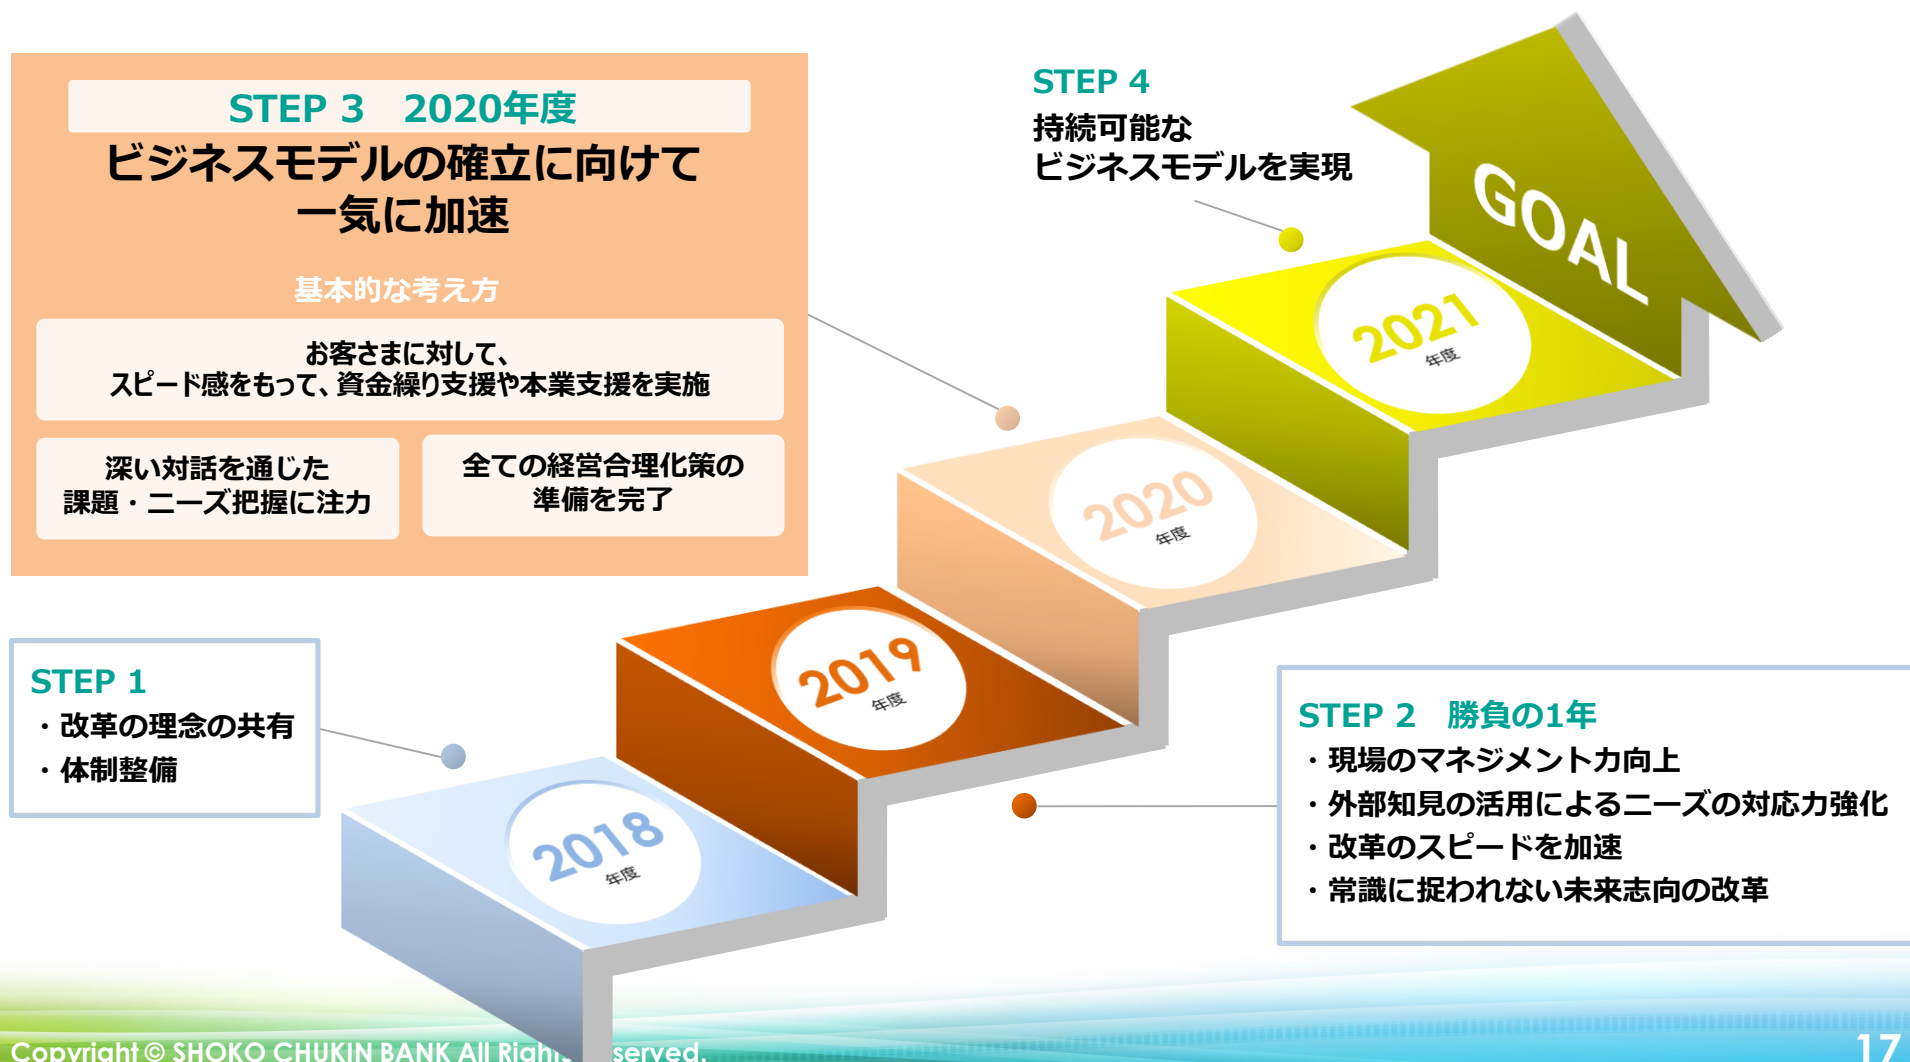 STEP 3　2020年度
ビジネスモデルの確立に向けて
一気に加速
基本的な考え方
お客さまに対して、
スピード感をもって、資金繰り支援や本業支援を実施
深い対話を通じた
課題・ニーズ把握に注力
全ての経営合理化策の
準備を完了
STEP 4
持続可能な
ビジネスモデルを実現
GOAL
2021
年度
2020
年度
2019
年度
2018
年度
STEP 1
・改革の理念の共有
・体制整備
STEP 2　勝負の1年
・現場のマネジメント力向上
・外部知見の活用によるニーズの対応力強化
・改革のスピードを加速
・常識に捉われない未来志向の改革
Copyright © SHOKO CHUKIN BANK All Rights served.
17